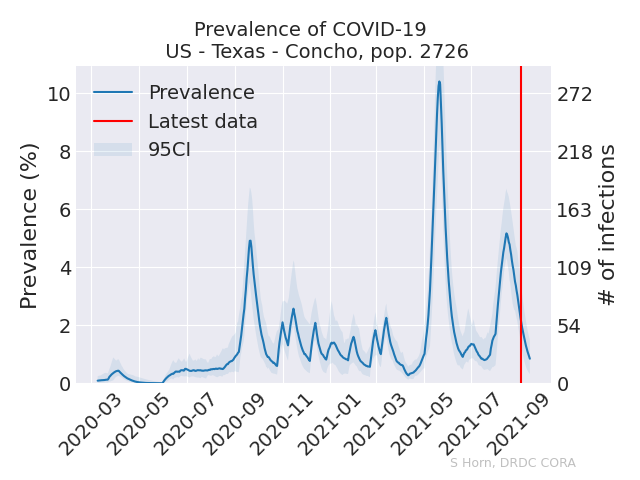 Prevalence of COVID-19
US - Texas - Concho, pop. 2726
Prevalence
Latest data
95CI
Prevalence (%)
10
8
6
4
2
0
272
218
163
109
54
0
# of infections
2020-03
2020-05
2020-07
2020-09
2020-11
2021-01
2021-03
2021-05
2021-07
2021-09
S Horn, DRDC CORA